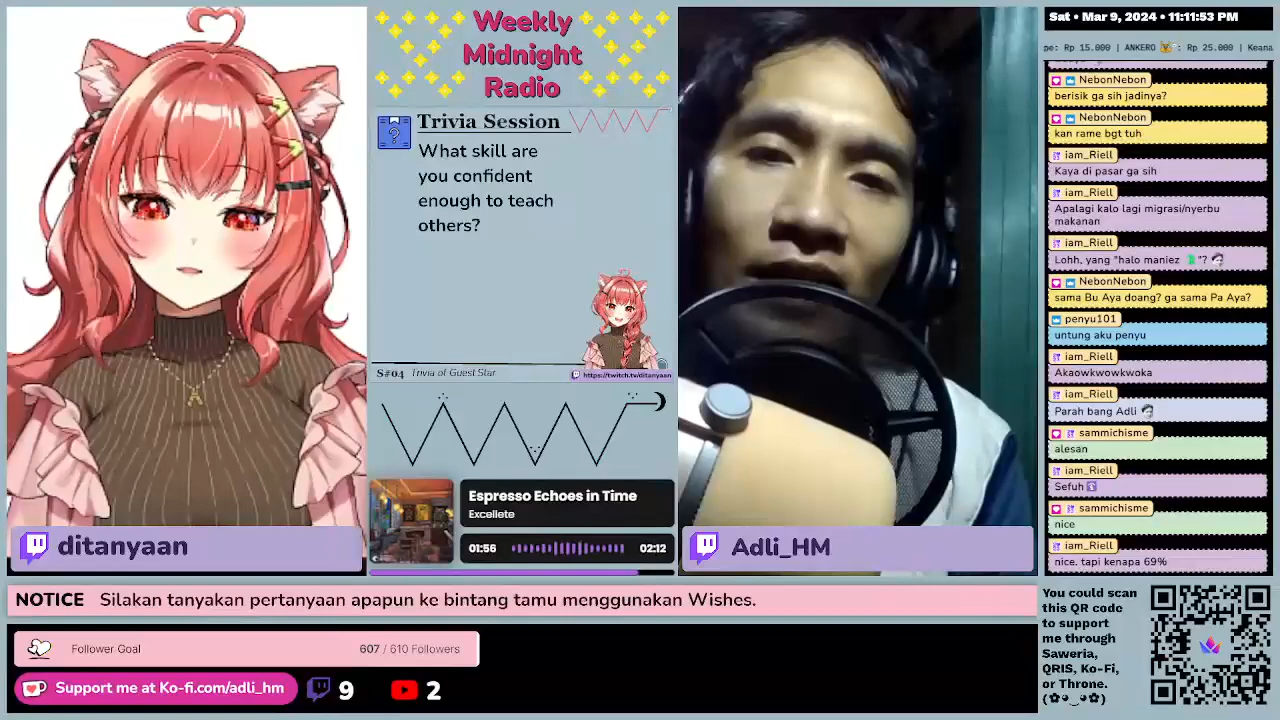 Weekly
Midnight
Radio
Trivia Session
What skill are
you confident
enough to teach
others?
S#04 Trivia of Guest Star
https://twitch.tv/ditanyaan
Espresso Echoes in Time
Excellete
01:56
02:12
ditanyaan
Adli_HM
Sat • Mar 9, 2024 • 11:11:53 PM
pe: Rp 15.000 | ANKERO : Rp 25.000 | Keana
NebonNebon
berisik ga sih jadinya?
NebonNebon
kan rame bgt tuh
iam_Riell
Kaya di pasar ga sih
iam_Riell
Apalagi kalo lagi migrasi/nyerbu
makanan
iam_Riell
Lohh, yang "halo maniez "?
NebonNebon
sama Bu Aya doang? ga sama Pa Aya?
penyu101
untung aku penyu
iam_Riell
Akaowkwowkwoka
iam_Riell
Parah bang Adli
sammichisme
alesan
iam_Riell
Sefuh
sammichisme
nice
iam_Riell
nice. tapi kenapa 69%
NOTICE Silakan tanyakan pertanyaan apapun ke bintang tamu menggunakan Wishes.
Follower Goal 607 / 610 Followers
Support me at Ko-fi.com/adli_hm
9
2
You could scan
this QR code
to support
me through
Saweria,
QRIS, Ko-Fi,
or Throne.
(✿◕‿◕✿)